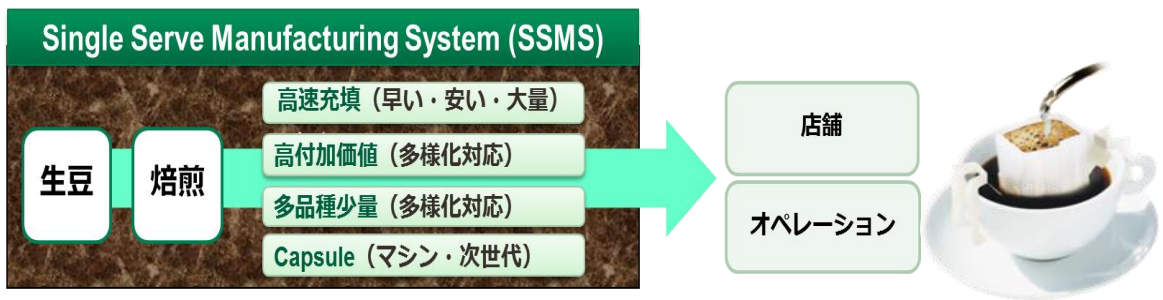 Single Serve Manufacturing System (SSMS)
生豆
焙煎
高速充填（早い・安い・大量）
高付加価値（多様化対応）
多品種少量（多様化対応）
Capsule（マシン・次世代）
店舗
オペレーション